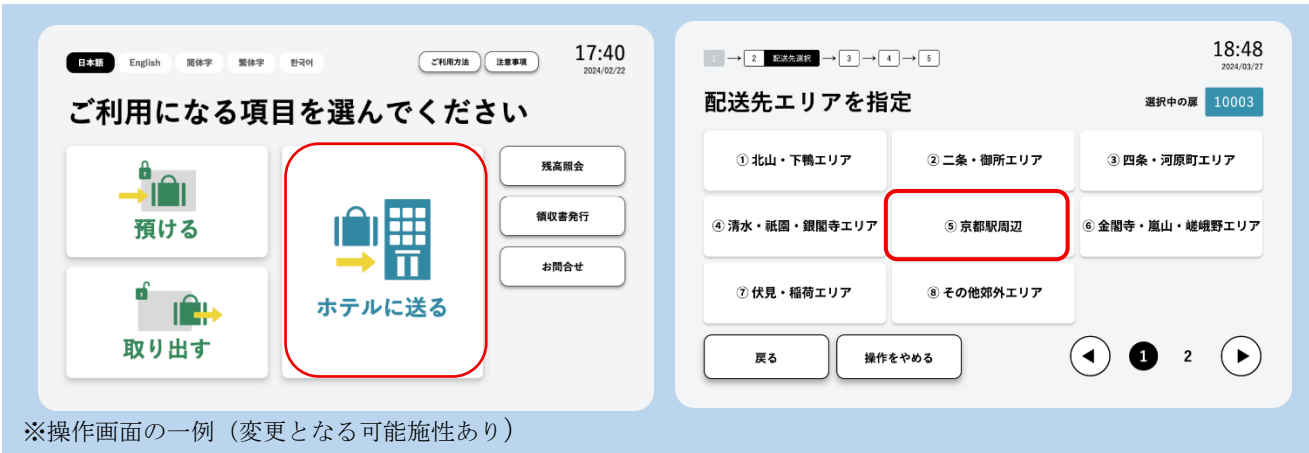 日本語 English 简体字 繁体字 한국어 ご利用方法 注意事項 17:40
2024/02/22
ご利用になる項目を選んでください
預ける
取り出す
ホテルに送る
残高照会
領収書発行
お問合せ
1 → 2 配送先選択 → 3 → 4 → 5 18:48
2024/03/27
配送先エリアを指定 選択中の扉 10003
① 北山・下鴨エリア ② 二条・御所エリア ③ 四条・河原町エリア
④ 清水・祇園・銀閣寺エリア ⑤ 京都駅周辺 ⑥ 金閣寺・嵐山・嵯峨野エリア
⑦ 伏見・稲荷エリア ⑧ その他郊外エリア
戻る 操作をやめる 1 2
※操作画面の一例（変更となる可能施性あり）